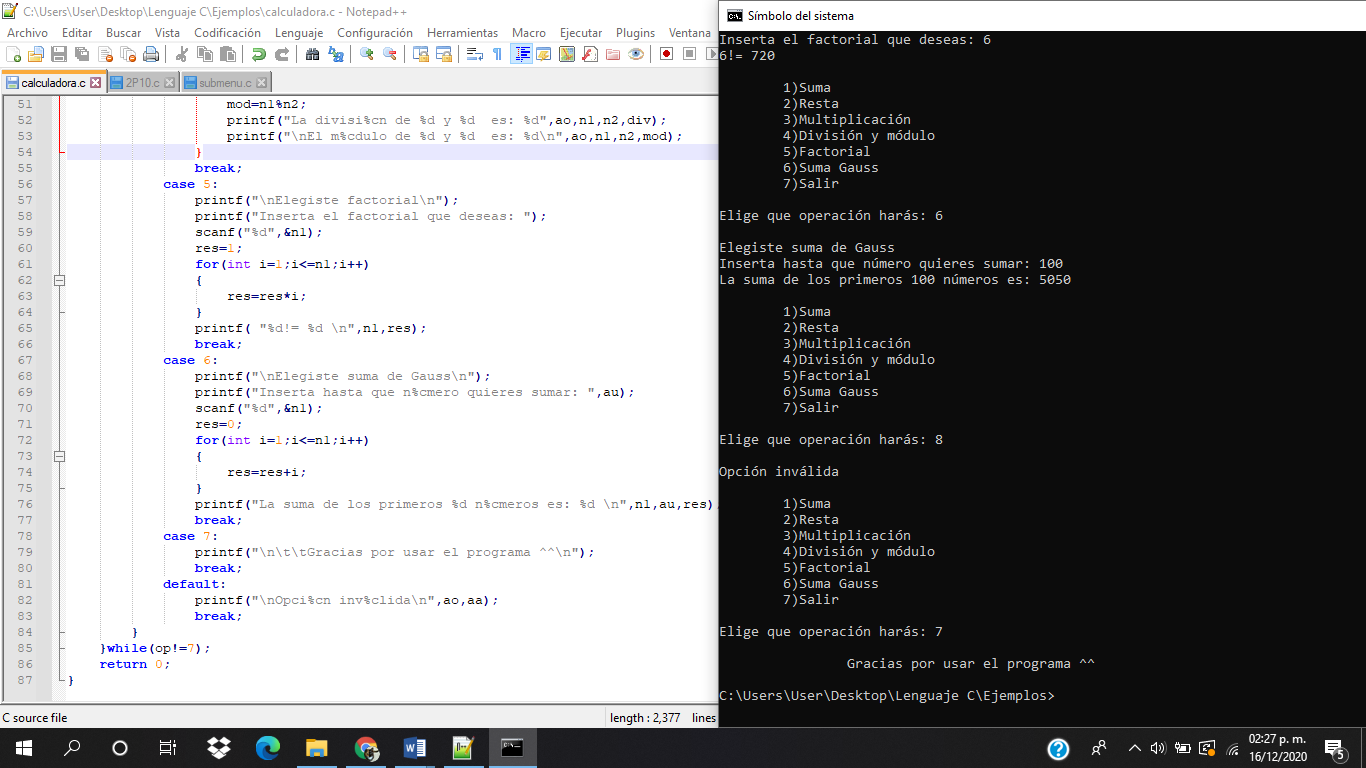 C:\Users\User\Desktop\Lenguaje C\Ejemplos\calculadora.c - Notepad++
Archivo Editar Buscar Vista Codificación Lenguaje Configuración Herramientas Macro Ejecutar Plugins Ventana
calculadora.c 2P10.c submenu.c
51 mod=n1%n2;
52 printf("La divisi%cn de %d y %d  es: %d",ao,n1,n2,div);
53 printf("\nEl m%cdulo de %d y %d  es: %d\n",ao,n1,n2,mod);
54 }
55 break;
56 case 5:
57 printf("\nElegiste factorial\n");
58 printf("Inserta el factorial que deseas: ");
59 scanf("%d",&n1);
60 res=1;
61 for(int i=1;i<=n1;i++)
62 {
63 res=res*i;
64 }
65 printf( "%d!= %d \n",n1,res);
66 break;
67 case 6:
68 printf("\nElegiste suma de Gauss\n");
69 printf("Inserta hasta que n%cmero quieres sumar: ",au);
70 scanf("%d",&n1);
71 res=0;
72 for(int i=1;i<=n1;i++)
73 {
74 res=res+i;
75 }
76 printf("La suma de los primeros %d n%cmeros es: %d \n",n1,au,res)
77 break;
78 case 7:
79 printf("\n\t\tGracias por usar el programa ^^\n");
80 break;
81 default:
82 printf("\nOpci%cn inv%clida\n",ao,aa);
83 break;
84 }
85 }while(op!=7);
86 return 0;
87 }
C source file length : 2,377 lines
Símbolo del sistema
Inserta el factorial que deseas: 6
6!= 720
1)Suma
2)Resta
3)Multiplicación
4)División y módulo
5)Factorial
6)Suma Gauss
7)Salir
Elige que operación harás: 6
Elegiste suma de Gauss
Inserta hasta que número quieres sumar: 100
La suma de los primeros 100 números es: 5050
1)Suma
2)Resta
3)Multiplicación
4)División y módulo
5)Factorial
6)Suma Gauss
7)Salir
Elige que operación harás: 8
Opción inválida
1)Suma
2)Resta
3)Multiplicación
4)División y módulo
5)Factorial
6)Suma Gauss
7)Salir
Elige que operación harás: 7
Gracias por usar el programa ^^
C:\Users\User\Desktop\Lenguaje C\Ejemplos>
02:27 p. m.
16/12/2020
5